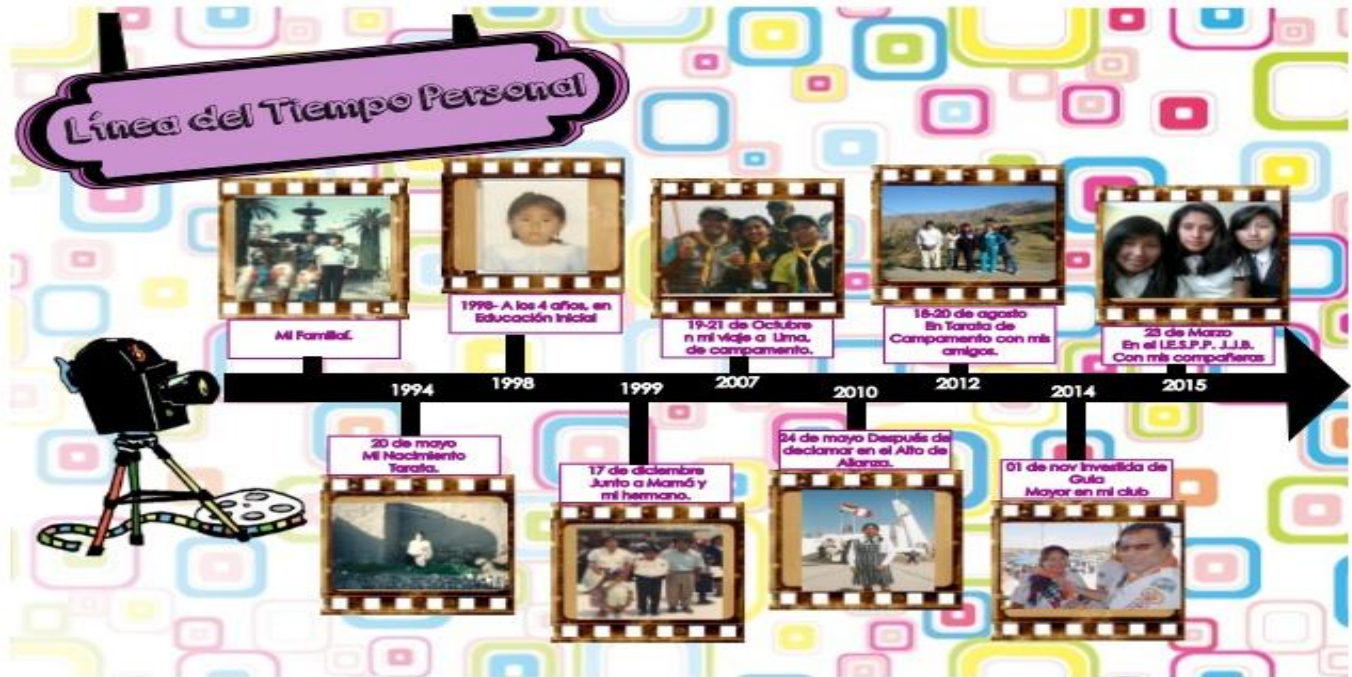 Línea del Tiempo Personal
Mi Familia.
1998- A los 4 años, en
Educación Inicial
19-21 de Octubre
n mi viaje a Lima,
de campamento.
18-20 de agosto
En Tarata de
Campamento con mis
amigos.
23 de Marzo
En el I.E.S.P.P. J.J.B.
Con mis compañeras
1994
1998
1999
2007
2010
2012
2014
2015
20 de mayo
Mi Nacimiento
Tarata.
17 de diciembre
Junto a Mamá y
mi hermano.
24 de mayo Después de
declamar en el Alto de
Alianza.
01 de nov investida de
Guía
Mayor en mi club